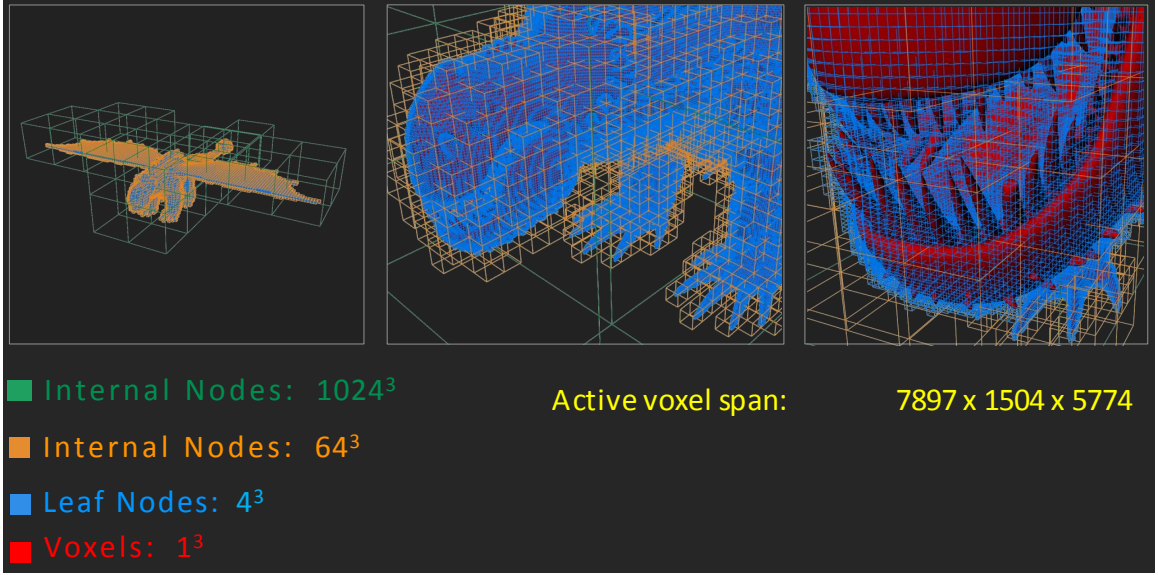 Internal Nodes: 1024³
Active voxel span: 7897 x 1504 x 5774
Internal Nodes: 64³
Leaf Nodes: 4³
Voxels: 1³